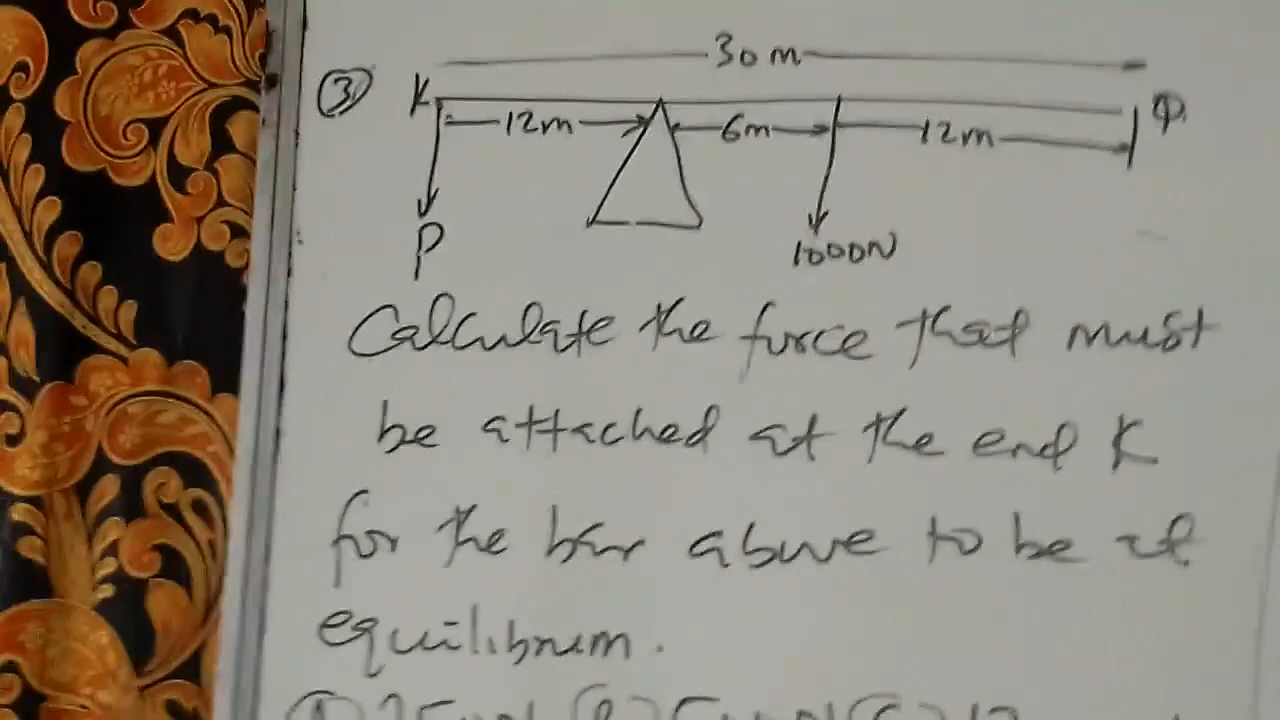 30m
③ K 12m 6m 12m
P 1000N
Calculate the force that must
be attached at the end K
for the bar above to be at
equilibrium.